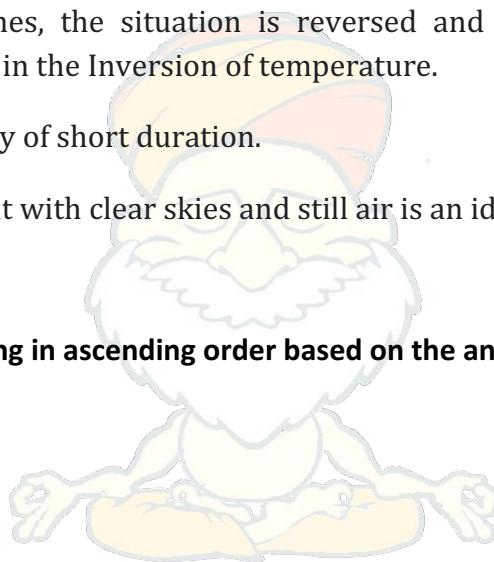 nes, the situation is reversed and
in the Inversion of temperature.
y of short duration.
t with clear skies and still air is an id
ng in ascending order based on the an